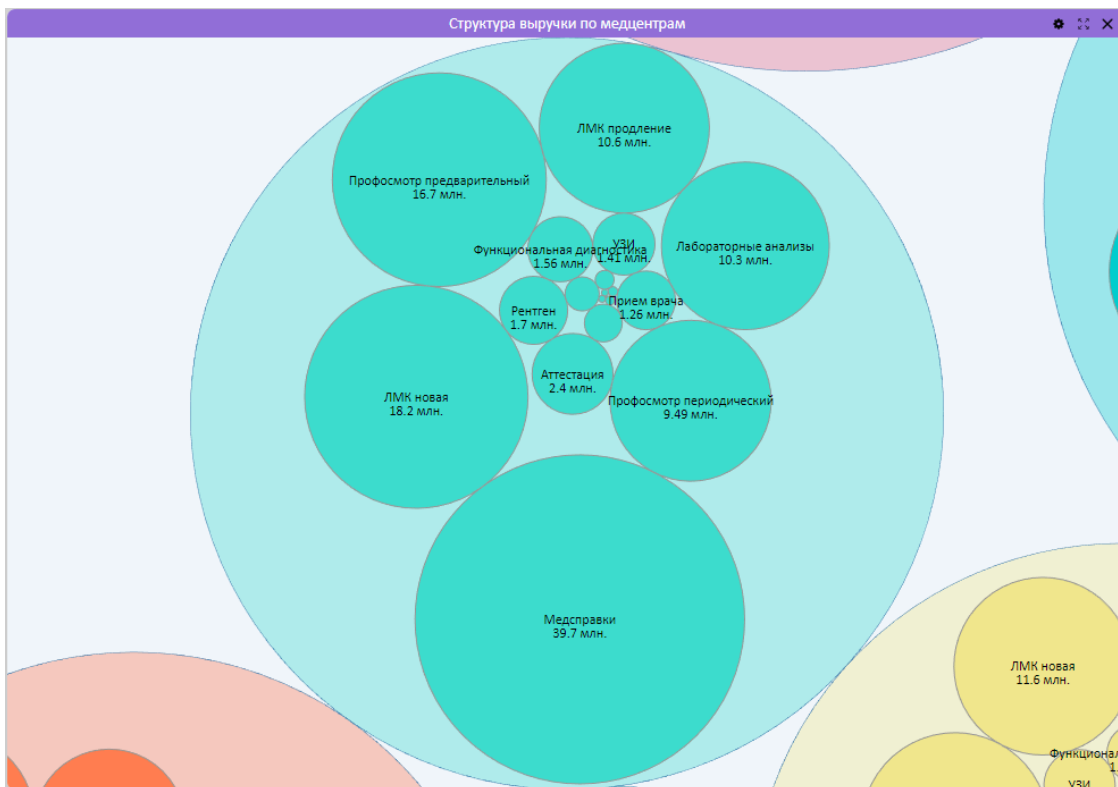 Структура выручки по медцентрам
ЛМК продление
10.6 млн.
Профосмотр предварительный
16.7 млн.
Лабораторные анализы
10.3 млн.
УЗИ
1.41 млн.
Функциональная диагностика
1.56 млн.
Прием врача
1.26 млн.
Рентген
1.7 млн.
Аттестация
2.4 млн.
ЛМК новая
18.2 млн.
Профосмотр периодический
9.49 млн.
Медсправки
39.7 млн.
ЛМК новая
11.6 млн.
Функционал
1.
УЗИ